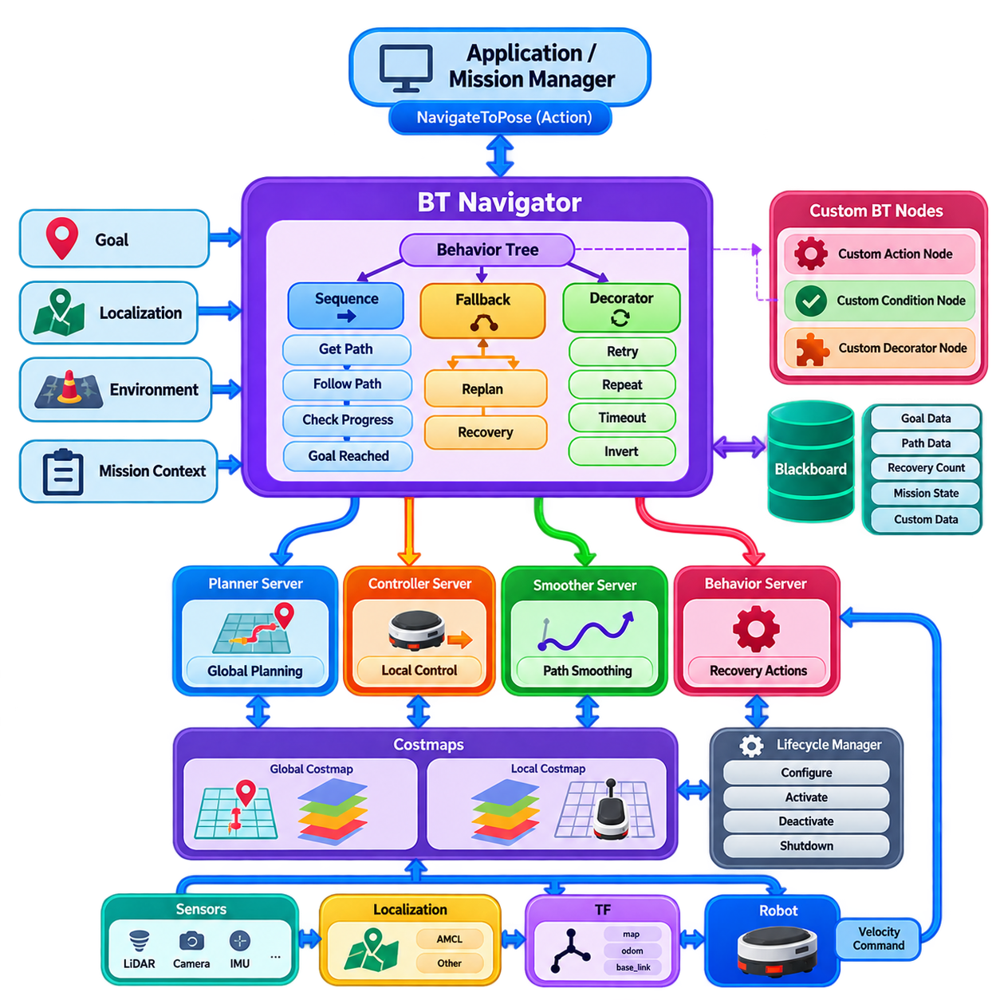 Application /
Mission Manager
NavigateToPose (Action)
BT Navigator
Behavior Tree
Sequence
Get Path
Follow Path
Check Progress
Goal Reached
Fallback
Replan
Recovery
Decorator
Retry
Repeat
Timeout
Invert
Goal
Localization
Environment
Mission Context
Custom BT Nodes
Custom Action Node
Custom Condition Node
Custom Decorator Node
Blackboard
Goal Data
Path Data
Recovery Count
Mission State
Custom Data
Planner Server
Global Planning
Controller Server
Local Control
Smoother Server
Path Smoothing
Behavior Server
Recovery Actions
Costmaps
Global Costmap
Local Costmap
Lifecycle Manager
Configure
Activate
Deactivate
Shutdown
Sensors
LiDAR
Camera
IMU
...
Localization
AMCL
Other
TF
map
odom
base_link
Robot
Velocity
Command